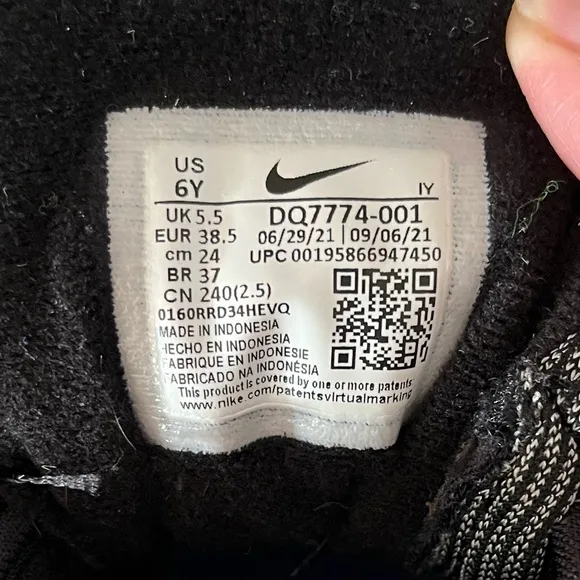 US
6Y
IY
UK 5.5
DQ7774-001
EUR 38.5
06/29/21 | 09/06/21
cm 24
UPC 00195866947450
BR 37
CN 240(2.5)
0160RRD34HEVQ
MADE IN INDONESIA
HECHO EN INDONESIA
FABRIQUE EN INDONESIE
FABRICADO NA INDONÉSIA
This product is covered by one or more patents
www.nike.com/patentsvirtualmarking